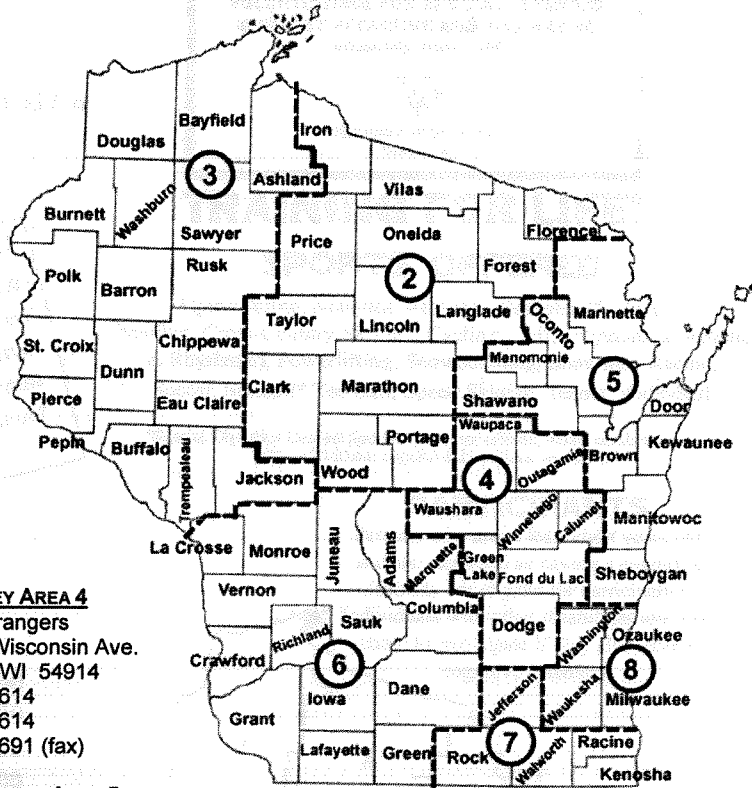 Bayfield
Iron
Douglas
3
Ashland
Vilas
Washburn
Burnett
Florence
Sawyer
Price
Oneida
Rusk
Forest
Polk
2
Barron
Marinette
Langlade
Oconto
Taylor
Lincoln
Chippewa
St. Croix
Menomonie
Dunn
5
Clark
Marathon
Pierce
Shawano
Eau Claire
Door
Waupaca
Pepin
Buffalo
Portage
Kewaunee
Brown
Trempealeau
Wood
Outagamie
Jackson
4
Waushara
Winnebago
Calumet
Manitowoc
La Crosse
Monroe
Juneau
Adams
Marquette
Green
Lake
Fond du Lac
Sheboygan
EY AREA 4
Vernon
Columbia
rangers
Sauk
Dodge
Washington
Wisconsin Ave.
Richland
Ozaukee
WI 54914
Crawford
6
8
614
Iowa
Dane
Jefferson
Waukesha
Milwaukee
614
Grant
691 (fax)
7
Lafayette
Green
Rock
Walworth
Racine
Kenosha